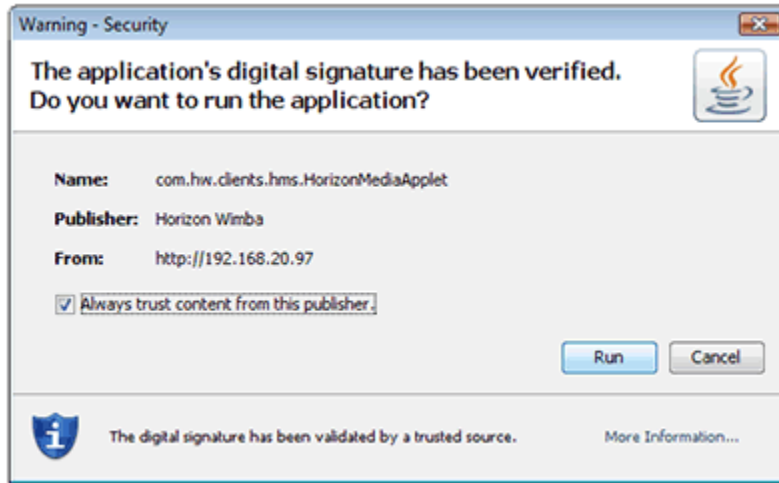 Warning - Security
The application's digital signature has been verified.
Do you want to run the application?
Name: com.hw.clients.hms.HorizonMediaApplet
Publisher: Horizon Wimba
From: http://192.168.20.97
Always trust content from this publisher.
Run Cancel
The digital signature has been validated by a trusted source. More Information...